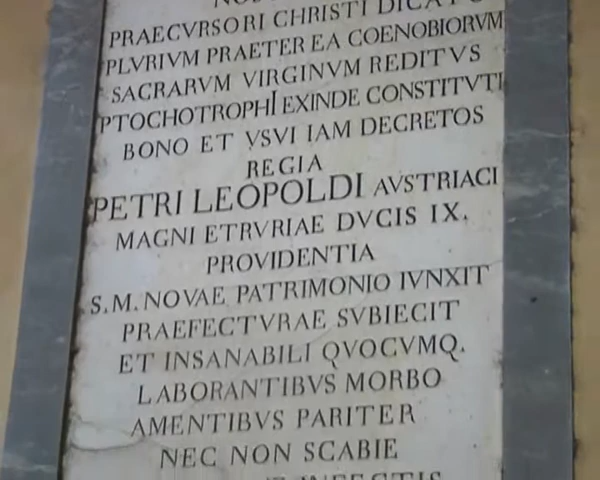 PRAECVRSORI CHRISTI DICATO
PLVRIVM PRAETER EA COENOBIORVM
SACRARVM VIRGINVM REDITVS
PTOCHOTROPHI EXINDE CONSTITVTI
BONO ET VSVI IAM DECRETOS
REGIA
PETRI LEOPOLDI AVSTRIACI
MAGNI ETRVRIAE DVCIS IX.
PROVIDENTIA
S.M. NOVAE PATRIMONIO IVNXIT
PRAEFECTVRAE SVBIECIT
ET INSANABILI QVOCVMQ.
LABORANTIBVS MORBO
AMENTIBVS PARITER
NEC NON SCABIE
INFECTIS